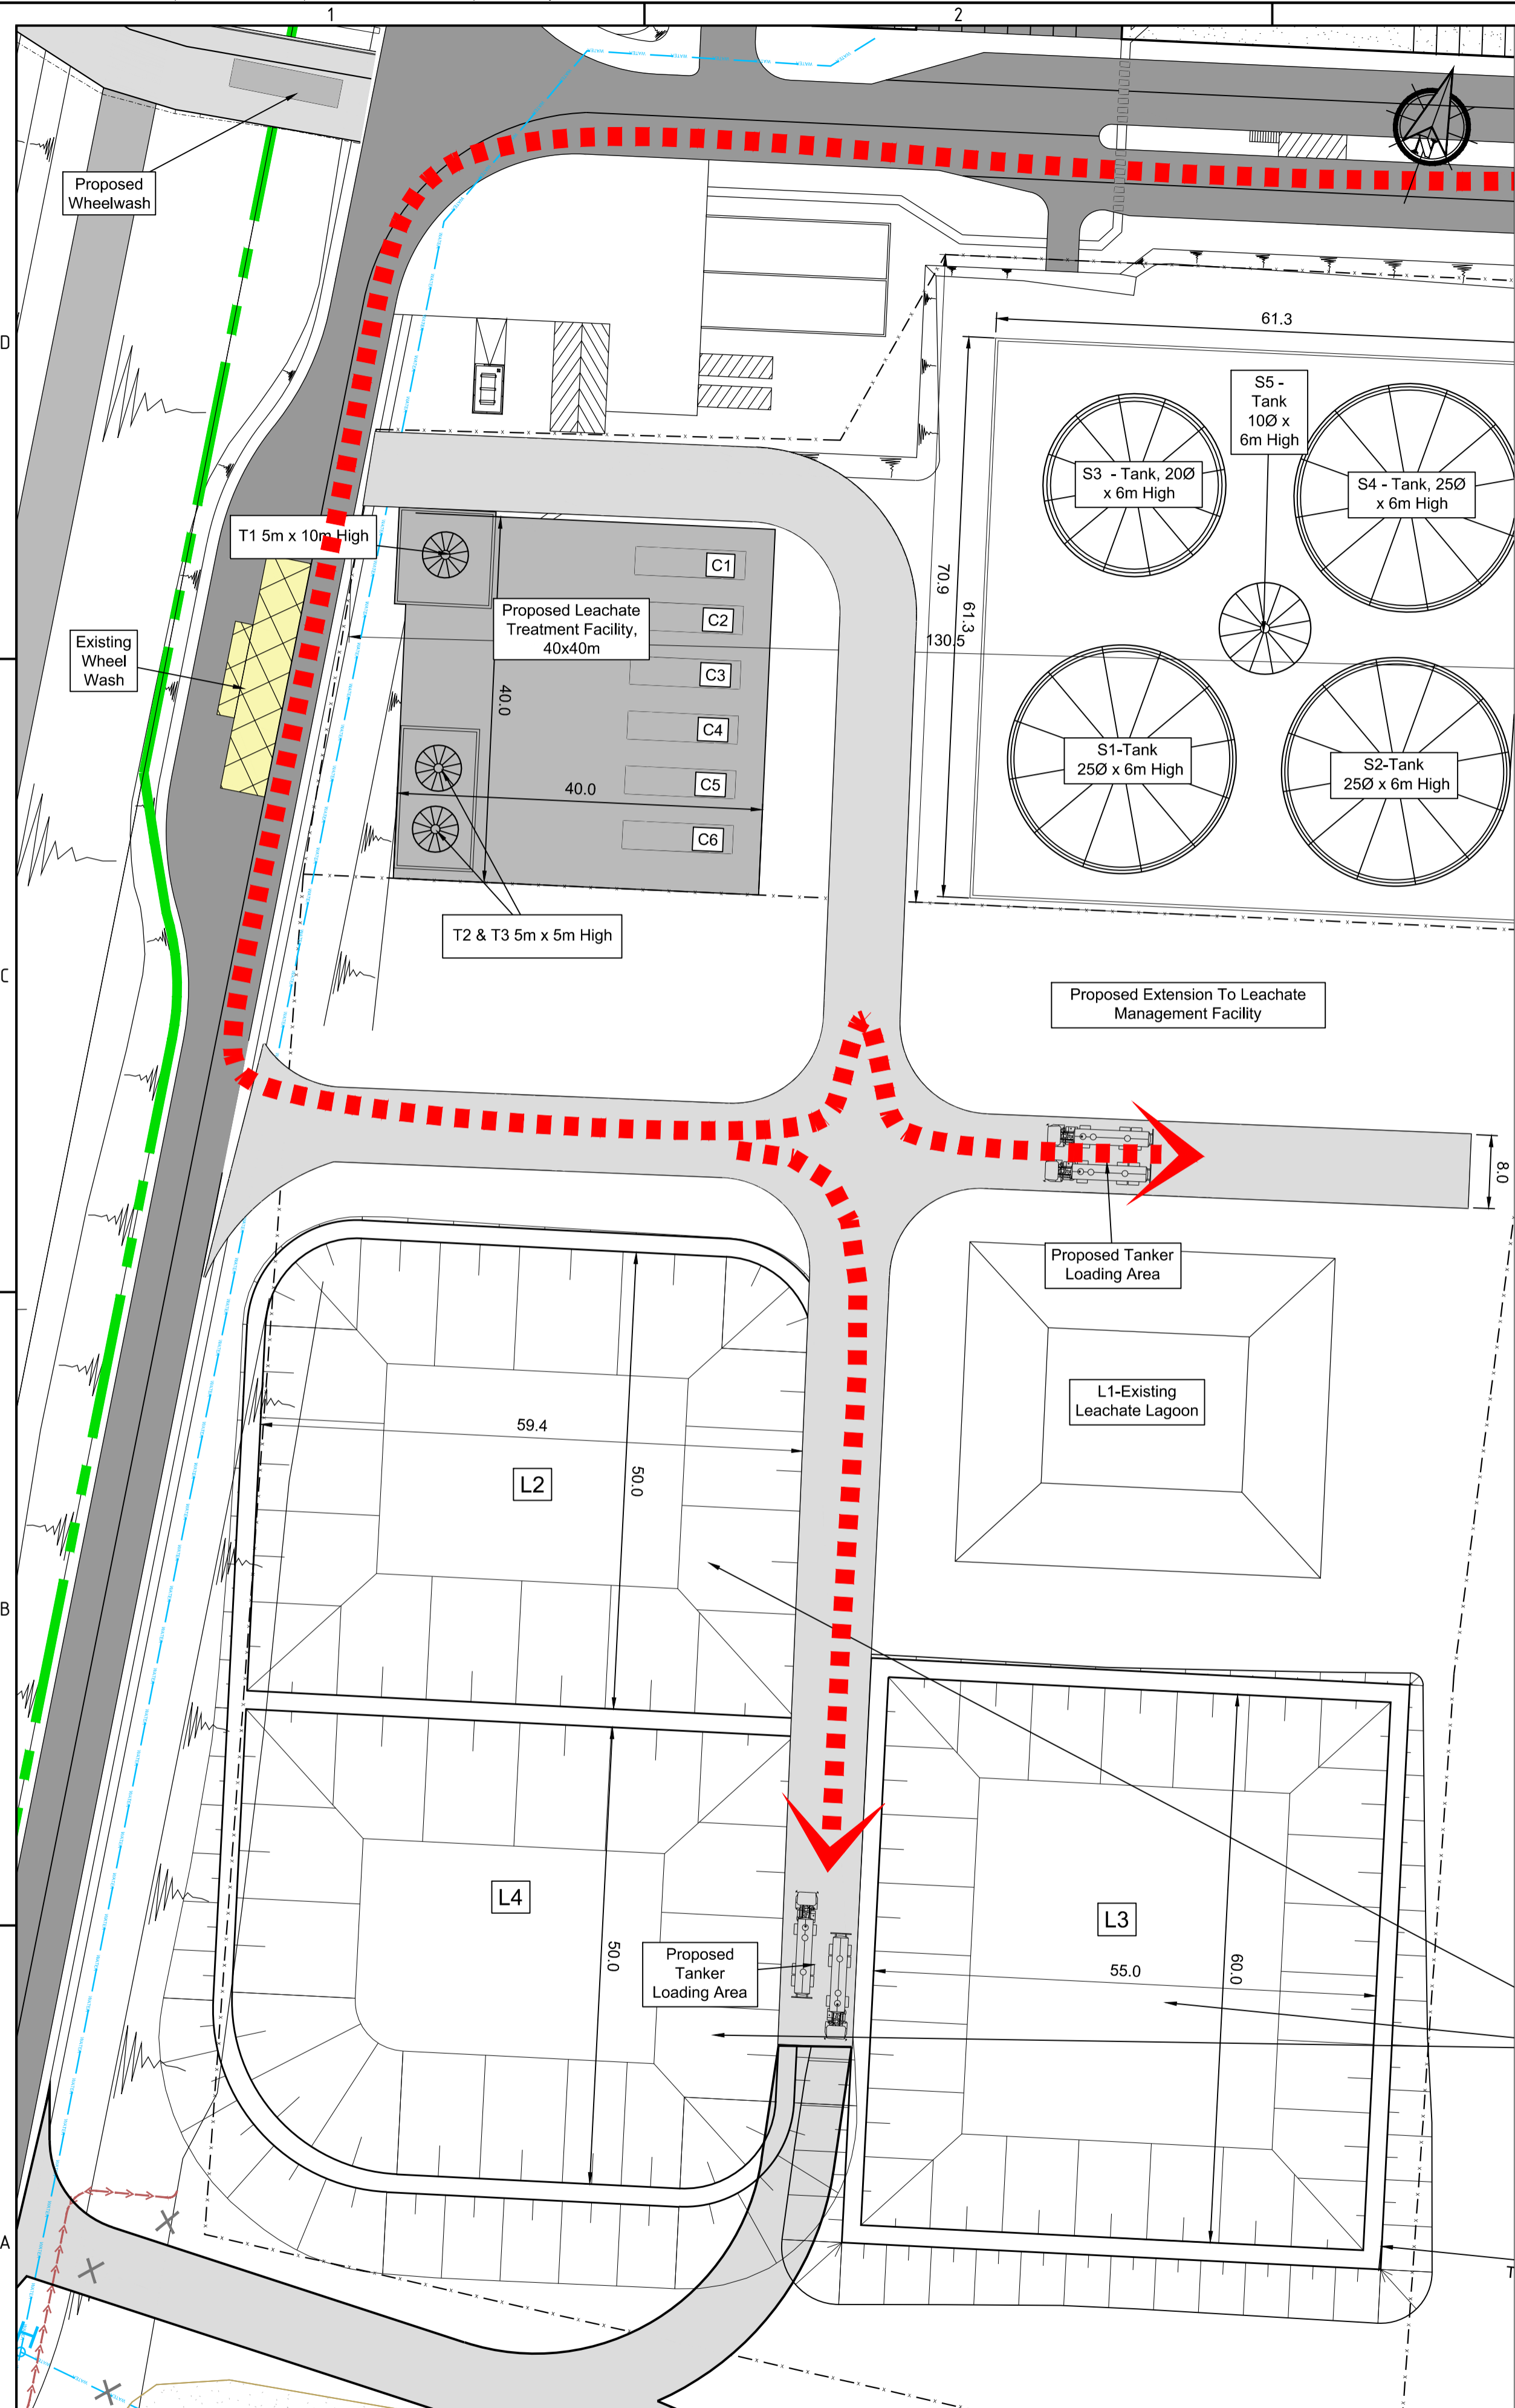 1
2
Proposed
Wheelwash
D
61.3
S5 -
Tank
10Ø x
6m High
S3 - Tank, 20Ø
x 6m High
S4 - Tank, 25Ø
x 6m High
T1 5m x 10m High
C1
Proposed Leachate
Treatment Facility,
40x40m
C2
70.9
61.3
130.5
Existing
Wheel
Wash
C3
40.0
C4
S1-Tank
25Ø x 6m High
S2-Tank
25Ø x 6m High
40.0
C5
C6
T2 & T3 5m x 5m High
C
Proposed Extension To Leachate
Management Facility
8.0
Proposed Tanker
Loading Area
L1-Existing
Leachate Lagoon
59.4
L2
50.0
B
L4
L3
50.0
Proposed
Tanker
Loading Area
55.0
60.0
A
T